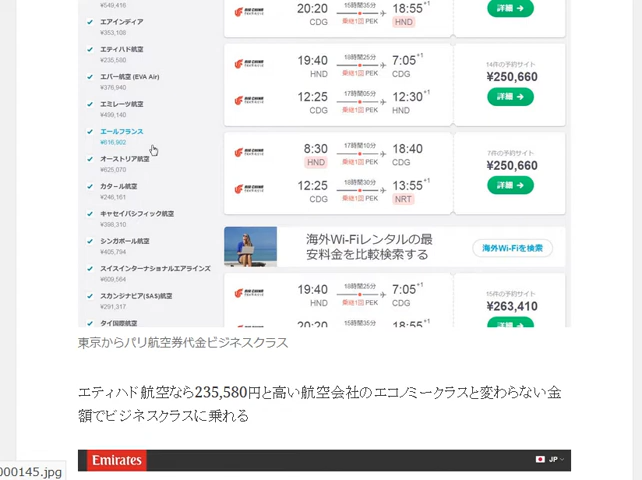 ¥549,416
エアインディア
¥353,108
エティハド航空
¥235,580
エバー航空 (EVA Air)
¥376,940
エミレーツ航空
¥499,140
エールフランス
¥616,902
オーストリア航空
¥625,070
カタール航空
¥246,161
キャセイパシフィック航空
¥398,310
シンガポール航空
¥405,794
スイスインターナショナルエアラインズ
¥609,564
スカンジナビア(SAS)航空
¥291,317
タイ国際航空
20:20 15時間35分 18:55+1
CDG 乗継1回 PEK HND
詳細 →
AIR CHINA
19:40 18時間25分 7:05+1
HND 乗継1回 PEK CDG
AIR CHINA
12:25 17時間05分 12:30+1
CDG 乗継1回 PEK HND
14件の予約サイト
¥250,660
詳細 →
AIR CHINA
8:30 17時間10分 18:40
HND 乗継1回 PEK CDG
AIR CHINA
12:25 18時間30分 13:55+1
CDG 乗継1回 PEK NRT
7件の予約サイト
¥250,660
詳細 →
海外Wi-Fiレンタルの最
安料金を比較検索する
海外Wi-Fiを検索
AIR CHINA
19:40 18時間25分 7:05+1
HND 乗継1回 PEK CDG
20:20 15時間35分 18:55+1
15件の予約サイト
¥263,410
詳細 →
東京からパリ航空券代金ビジネスクラス
エティハド航空なら235,580円と高い航空会社のエコノミークラスと変わらない金
額でビジネスクラスに乗れる
Emirates
JP
000145.jpg